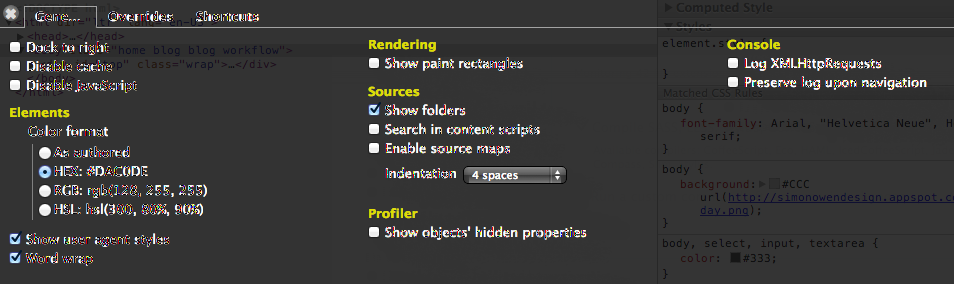 Gene... Overrides Shortcuts
Dock to right
Disable cache
Disable JavaScript
Elements
Color format
As authored
HEX: #DAC0DE
RGB: rgb(128, 255, 255)
HSL: hsl(300, 80%, 90%)
Show user agent styles
Word wrap
Rendering
Show paint rectangles
Sources
Show folders
Search in content scripts
Enable source maps
Indentation 4 spaces
Profiler
Show objects' hidden properties
Console
Log XMLHttpRequests
Preserve log upon navigation
<head>…</head>
"home blog blog workflow">
class="wrap">…</div>
Computed Style
Styles
element.s
}
Matched CSS Rules
body {
font-family: Arial, "Helvetica Neue", H
serif;
}
body {
background: #CCC
url(http://simonowendesign.appspot.co
day.png);
}
body, select, input, textarea {
color: #333;
}